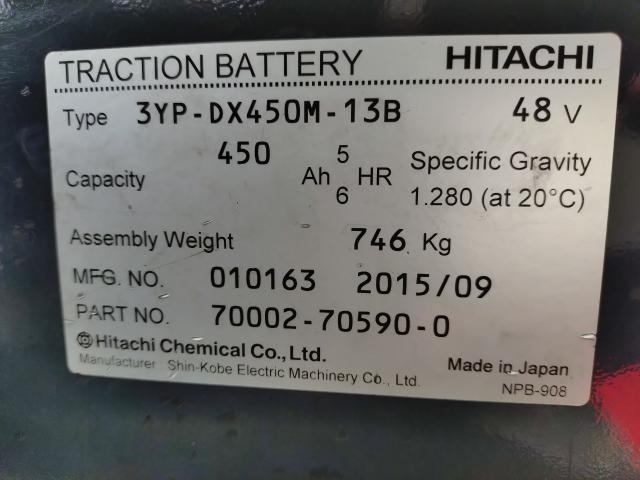 TRACTION BATTERY HITACHI
Type 3YP-DX450M-13B 48 V
Capacity 450 Ah 5 HR Specific Gravity
6 1.280 (at 20°C)
Assembly Weight 746 Kg
MFG. NO. 010163 2015/09
PART NO. 70002-70590-0
Hitachi Chemical Co., Ltd.
Manufacturer Shin-Kobe Electric Machinery Co., Ltd.
Made in Japan
NPB-908